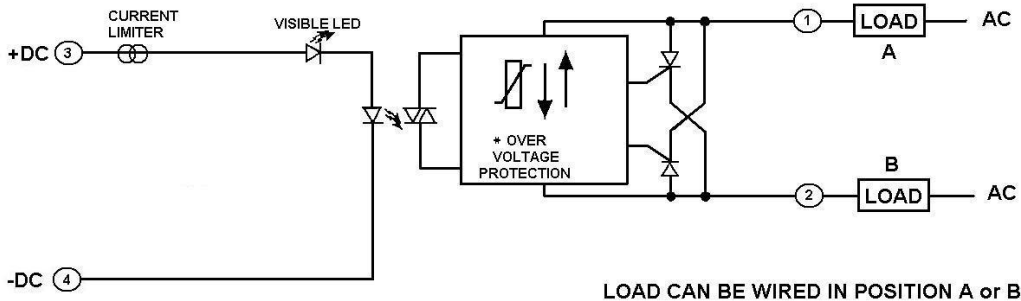 CURRENT
LIMITER
VISIBLE LED
+DC 3
1 LOAD AC
A
* OVER
VOLTAGE
PROTECTION
B
2 LOAD AC
-DC 4
LOAD CAN BE WIRED IN POSITION A or B